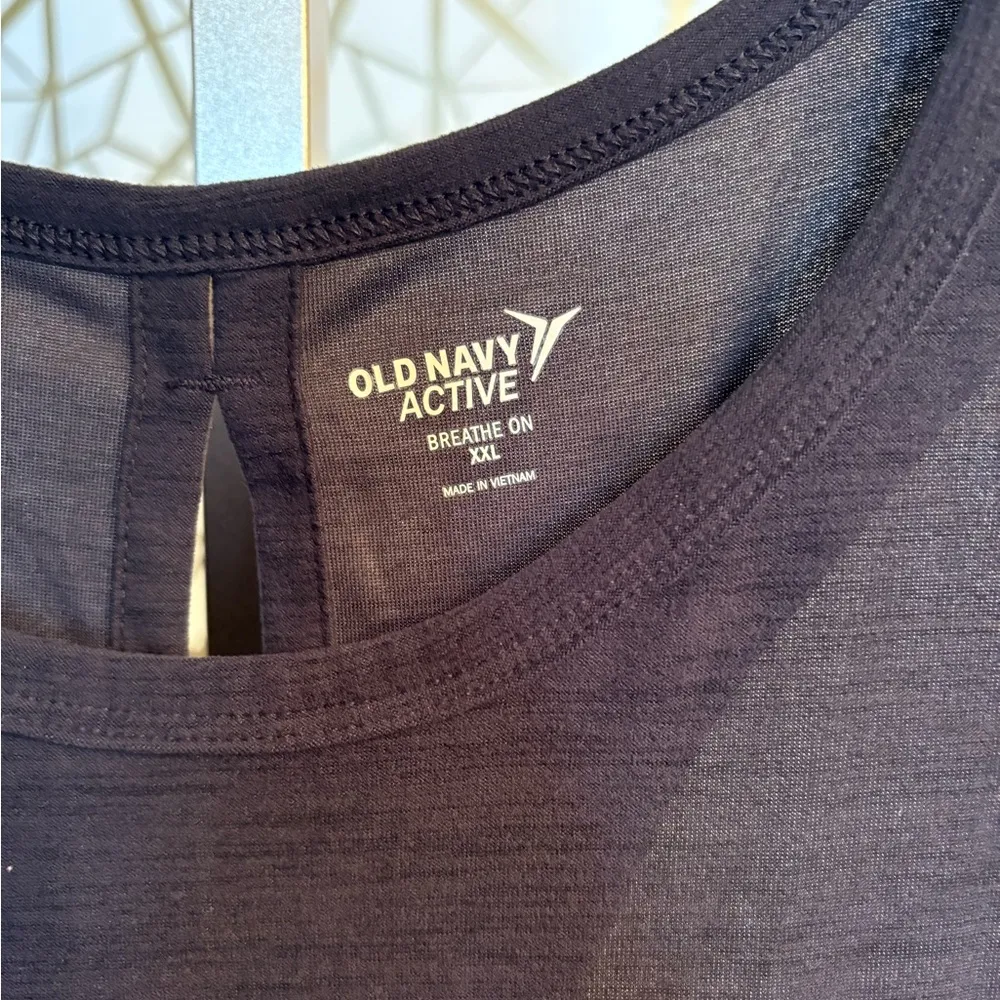 OLD NAVY
ACTIVE
BREATHE ON
XXL
MADE IN VIETNAM